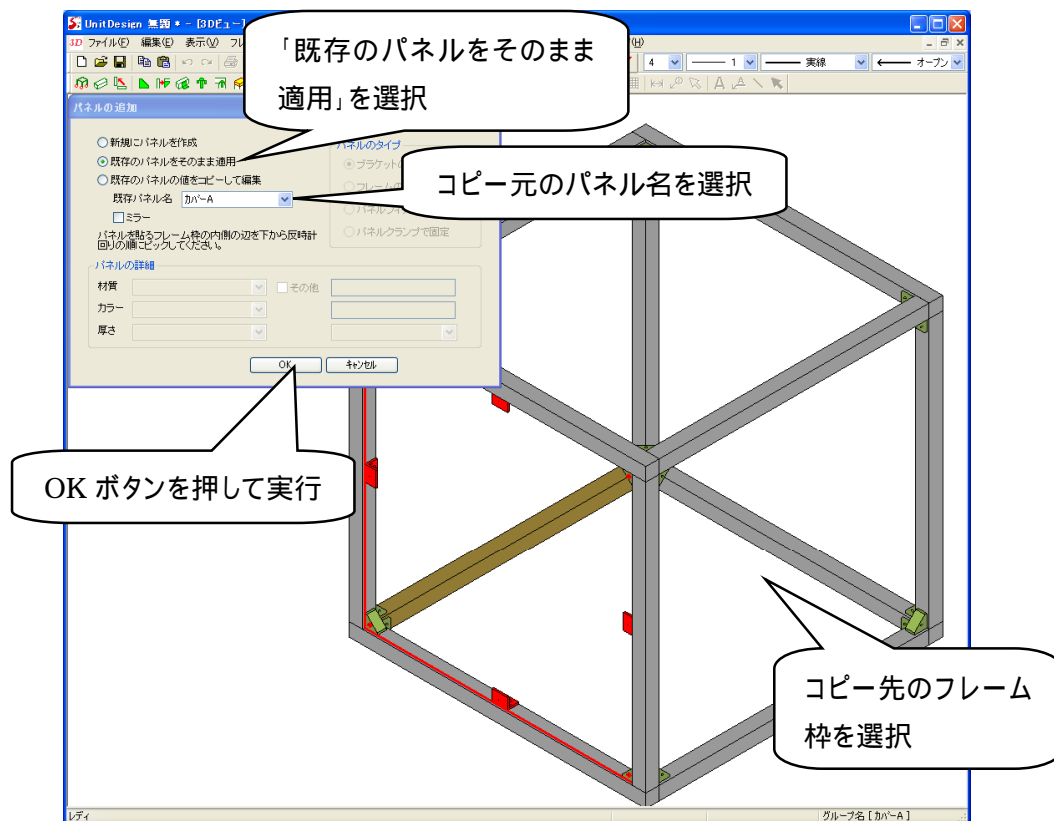 UnitDesign 無題 * - [3Dビュー]
3D ファイル(F) 編集(E) 表示(V) フレ
(H)
4
1
実線
オープン
パネルの追加
「既存のパネルをそのまま
適用」を選択
新規にパネルを作成
既存のパネルをそのまま適用
既存のパネルの値をコピーして編集
既存パネル名 カバーA
ミラー
パネルを貼るフレーム枠の内側の辺を下から反時計
回りの順にピックしてください。
パネルのタイプ
パネルクランプで固定
コピー元のパネル名を選択
パネルの詳細
材質
その他
カラー
厚さ
OK
キャンセル
OK ボタンを押して実行
コピー先のフレーム
枠を選択
レディ
グループ名 [ カバーA ]